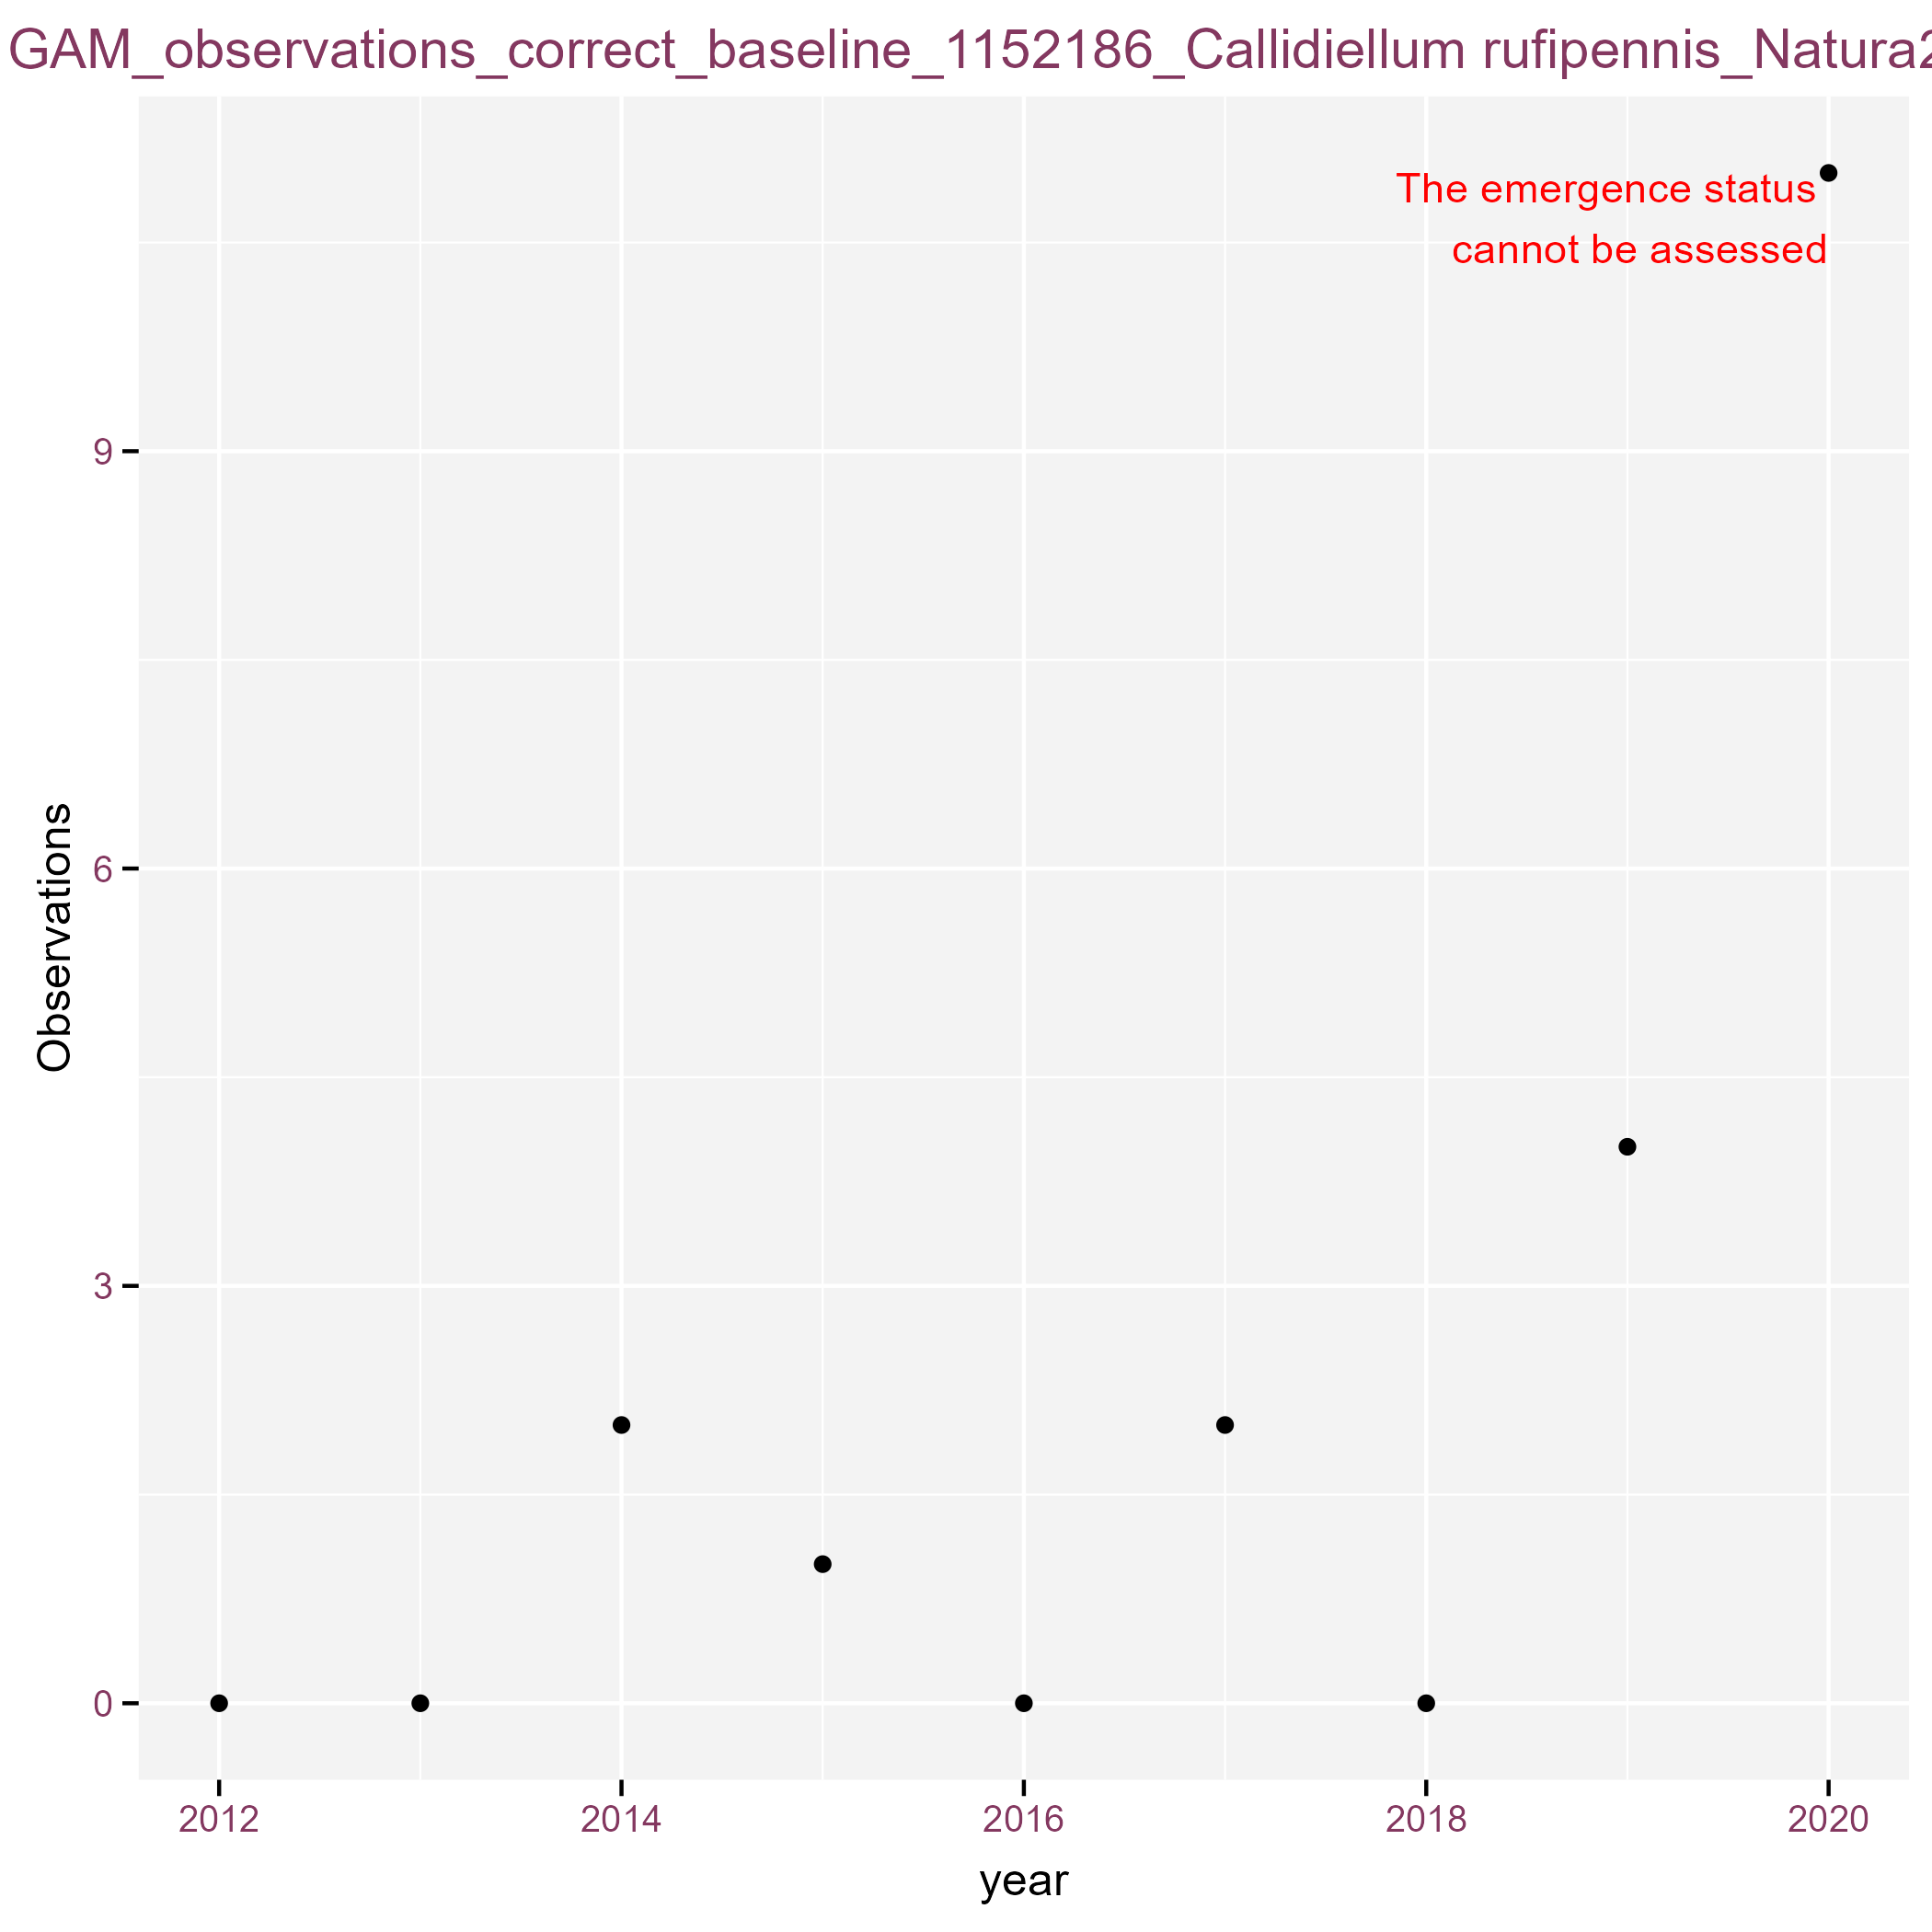 GAM_observations_correct_baseline_1152186_Callidiellum rufipennis_Natura2
The emergence status
cannot be assessed
Observations
9
6
3
0
2012 2014 2016 2018 2020
year